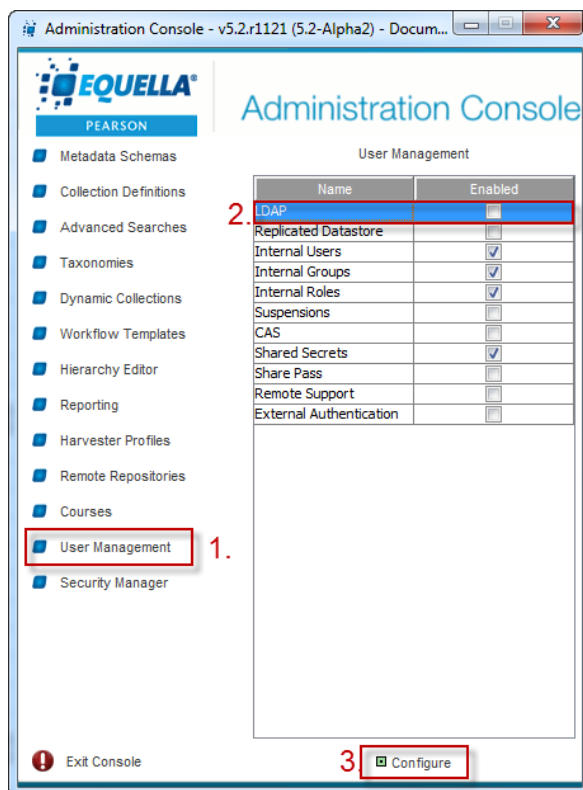 Administration Console - v5.2.r1121 (5.2-Alpha2) - Docum...
EQUELLA®
PEARSON
Administration Console
Metadata Schemas
Collection Definitions
Advanced Searches
Taxonomies
Dynamic Collections
Workflow Templates
Hierarchy Editor
Reporting
Harvester Profiles
Remote Repositories
Courses
User Management 1.
Security Manager
User Management
Name Enabled
2. LDAP
Replicated Datastore
Internal Users
Internal Groups
Internal Roles
Suspensions
CAS
Shared Secrets
Share Pass
Remote Support
External Authentication
Exit Console
3. Configure